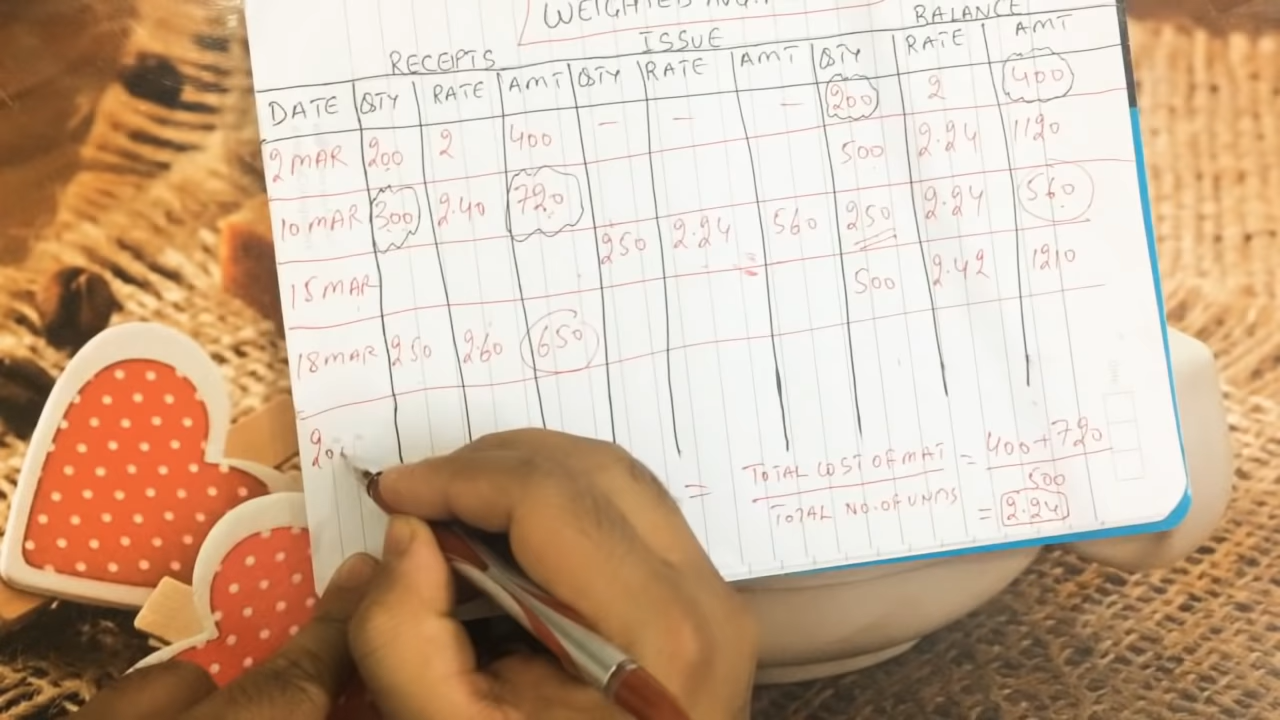 WEIGHTED AVG.
RECEIPTS ISSUE BALANCE
DATE QTY RATE AMT QTY RATE AMT QTY RATE AMT
2 MAR 200 2 400 – – – 200 2 400
10 MAR 300 2.40 720 500 2.24 1120
15 MAR 250 2.24 560 250 2.24 560
18 MAR 250 2.60 650 500 2.42 1210
20
= TOTAL COST OF MAT = 400+720
TOTAL NO. OF UNITS 500
= 2.24